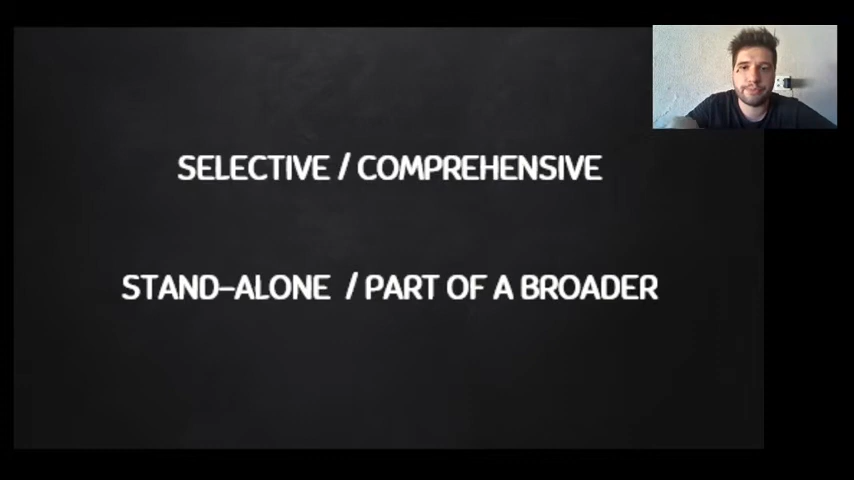 SELECTIVE / COMPREHENSIVE
STAND-ALONE / PART OF A BROADER